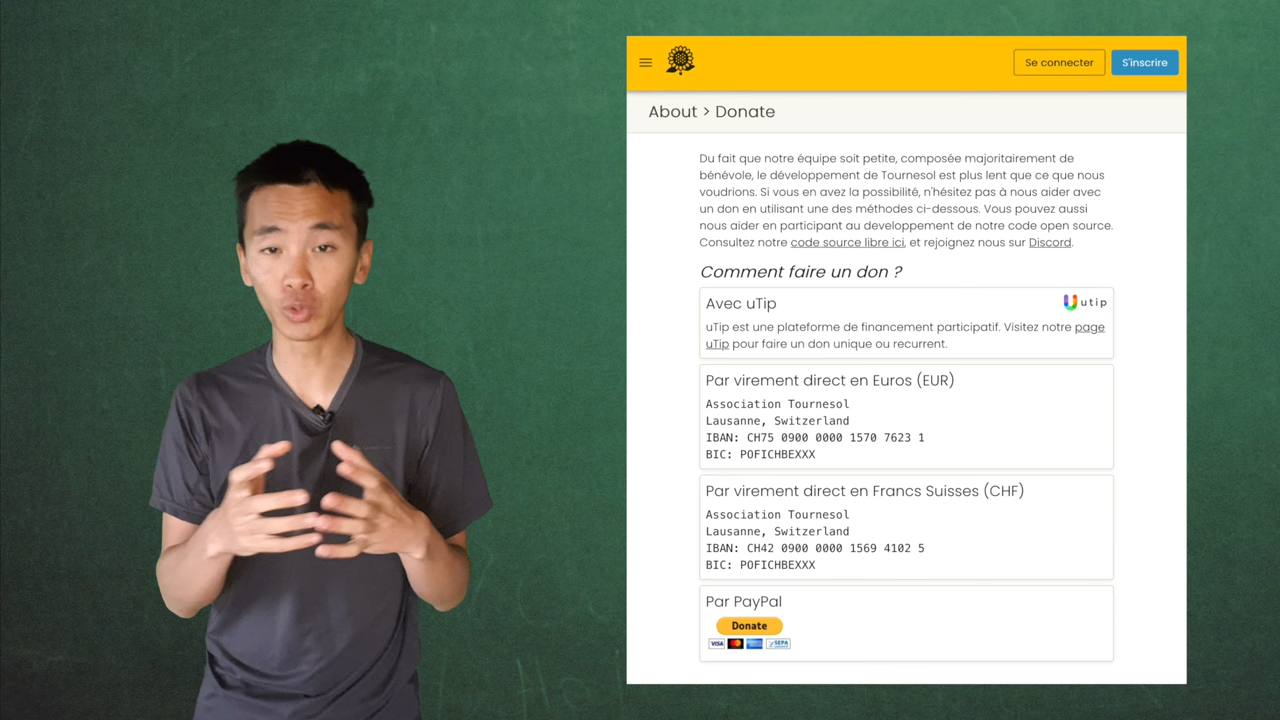 Se connecter
S'inscrire
About > Donate
Du fait que notre équipe soit petite, composée majoritairement de
bénévole, le développement de Tournesol est plus lent que ce que nous
voudrions. Si vous en avez la possibilité, n'hésitez pas à nous aider avec
un don en utilisant une des méthodes ci-dessous. Vous pouvez aussi
nous aider en participant au developpement de notre code open source.
Consultez notre code source libre ici, et rejoignez nous sur Discord.
Comment faire un don ?
Avec uTip
utip
uTip est une plateforme de financement participatif. Visitez notre page
uTip pour faire un don unique ou recurrent.
Par virement direct en Euros (EUR)
Association Tournesol
Lausanne, Switzerland
IBAN: CH75 0900 0000 1570 7623 1
BIC: POFICHBEXXX
Par virement direct en Francs Suisses (CHF)
Association Tournesol
Lausanne, Switzerland
IBAN: CH42 0900 0000 1569 4102 5
BIC: POFICHBEXXX
Par PayPal
Donate
VISA
SEPA